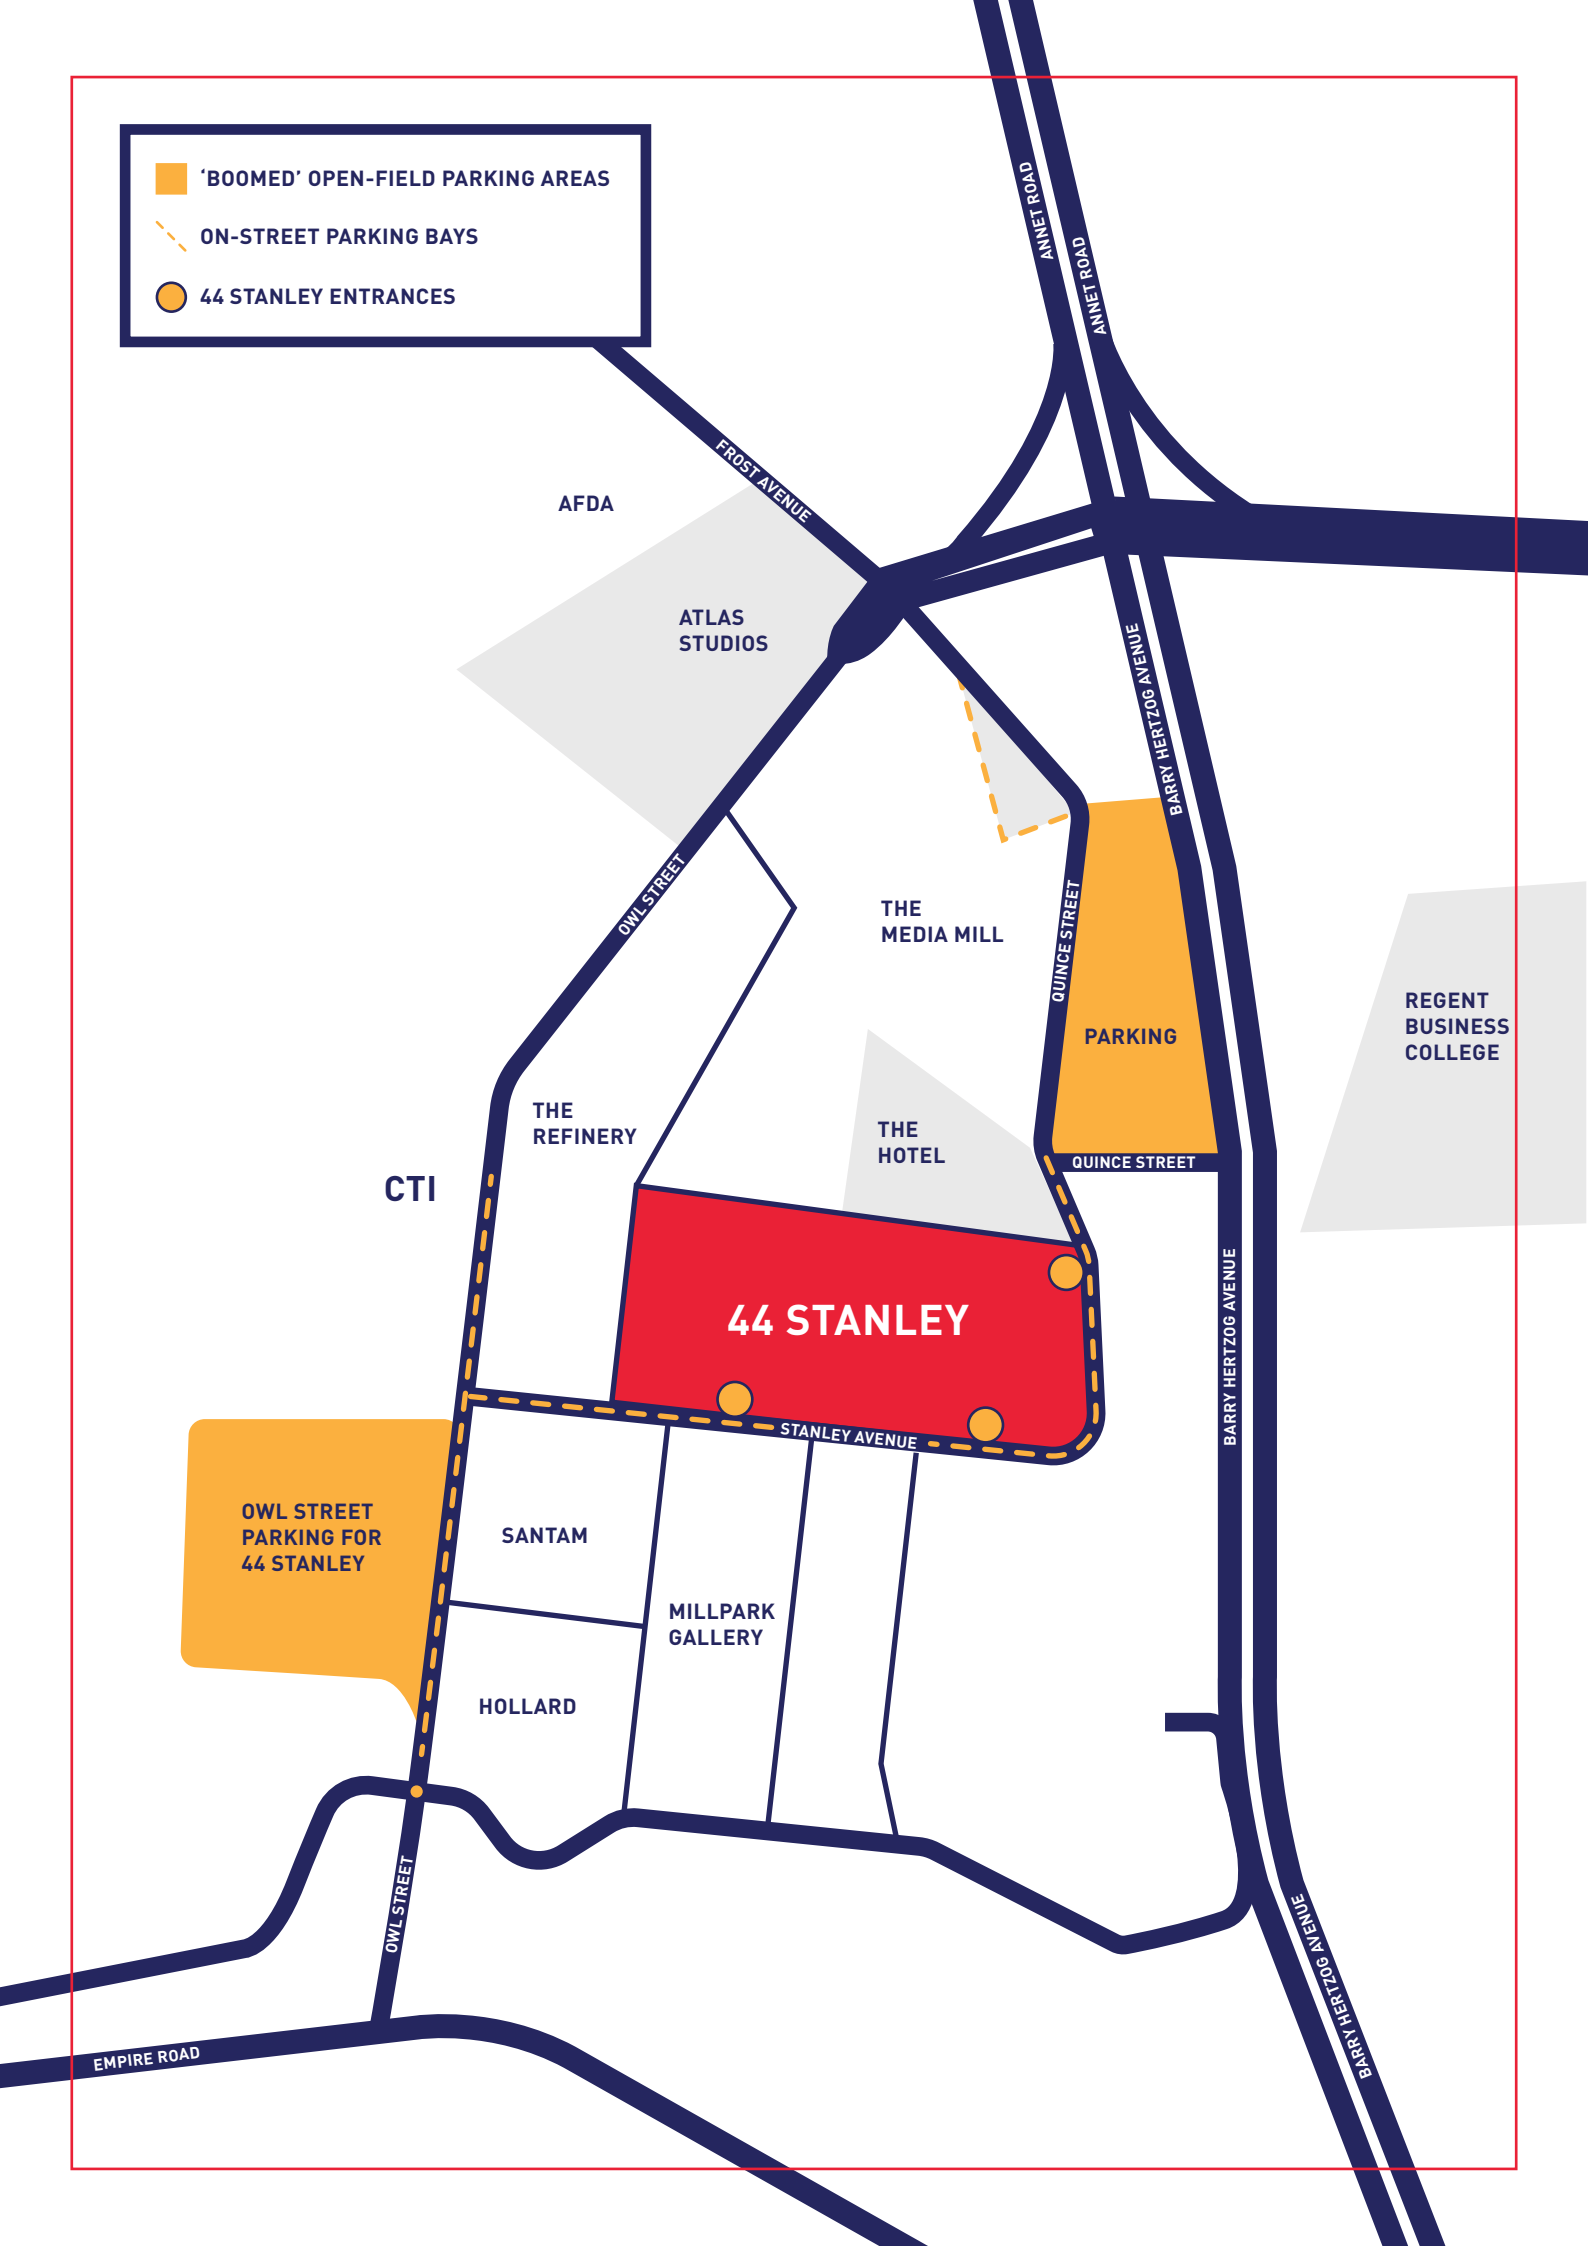 ‘BOOMED’ OPEN-FIELD PARKING AREAS
ON-STREET PARKING BAYS
44 STANLEY ENTRANCES
ANNET ROAD
ANNET ROAD
FROST AVENUE
AFDA
ATLAS
STUDIOS
BARRY HERTZOG AVENUE
OWL STREET
THE
MEDIA MILL
QUINCE STREET
PARKING
REGENT
BUSINESS
COLLEGE
THE
REFINERY
THE
HOTEL
QUINCE STREET
CTI
44 STANLEY
BARRY HERTZOG AVENUE
STANLEY AVENUE
OWL STREET
PARKING FOR
44 STANLEY
SANTAM
MILLPARK
GALLERY
HOLLARD
OWL STREET
BARRY HERTZOG AVENUE
EMPIRE ROAD